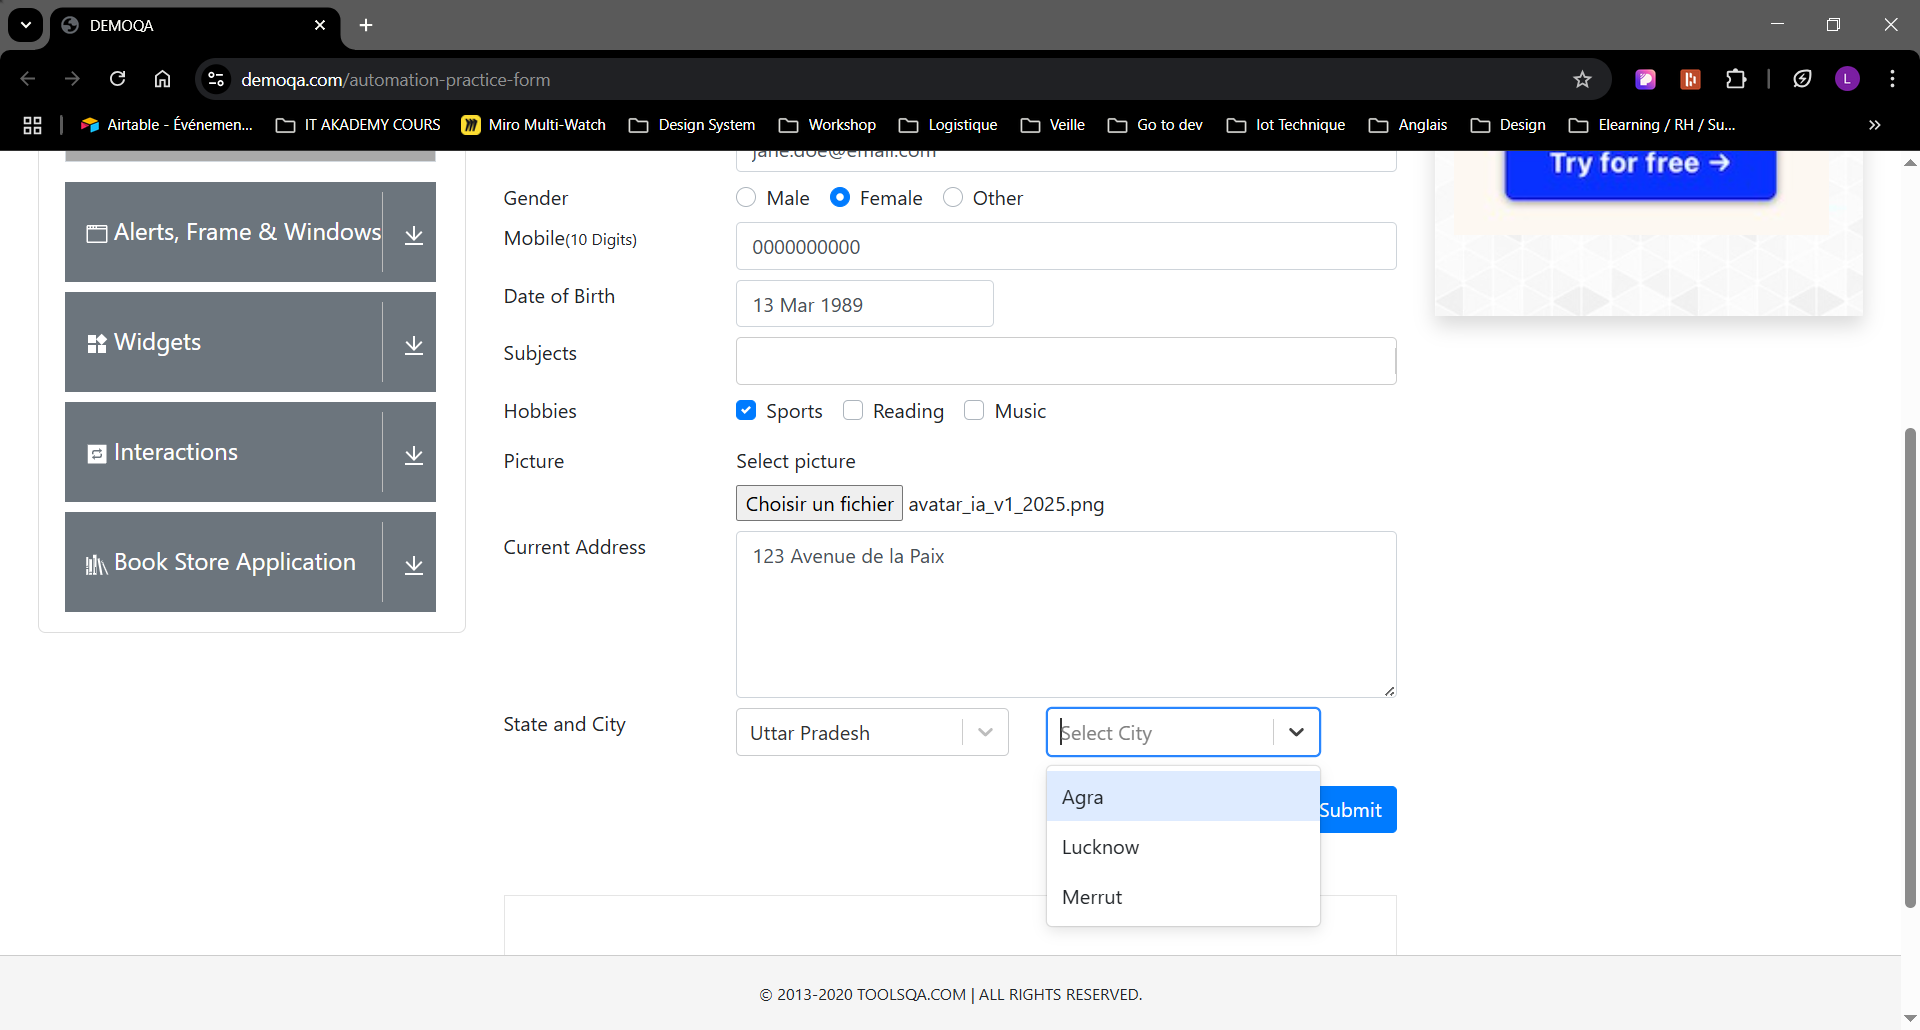 DEMOQA
demoqa.com/automation-practice-form
Airtable - Événemen... IT AKADEMY COURS Miro Multi-Watch Design System Workshop Logistique Veille Go to dev Iot Technique Anglais Design Elearning / RH / Su... »
L
jane.doe@email.com
Try for free →
Gender Male Female Other
Alerts, Frame & Windows
Mobile(10 Digits) 0000000000
Date of Birth 13 Mar 1989
Widgets
Subjects
Hobbies Sports Reading Music
Interactions
Picture Select picture
Choisir un fichier avatar_ia_v1_2025.png
Current Address 123 Avenue de la Paix
Book Store Application
State and City Uttar Pradesh Select City
Agra
Submit
Lucknow
Merrut
© 2013-2020 TOOLSQA.COM | ALL RIGHTS RESERVED.